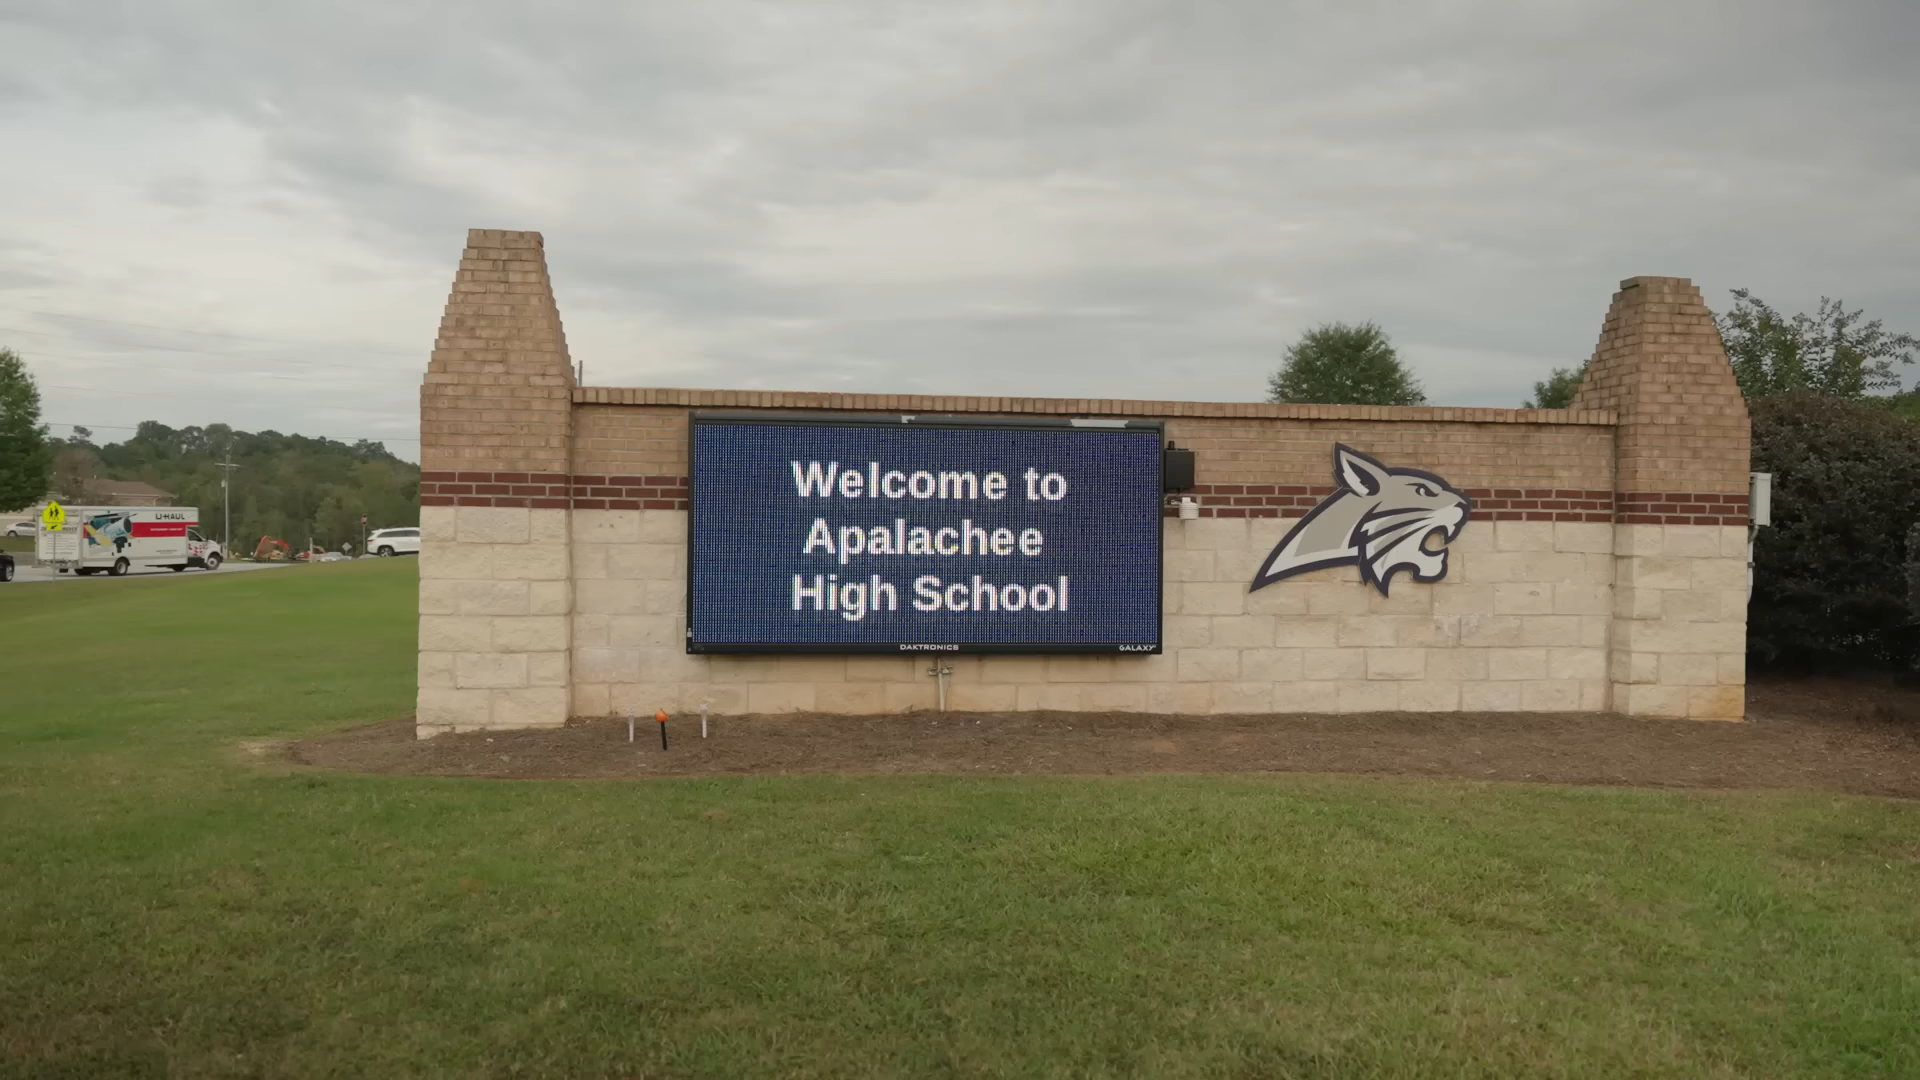 Welcome to
Apalachee
High School
DAKTRONICS
GALAXY
U-HAUL